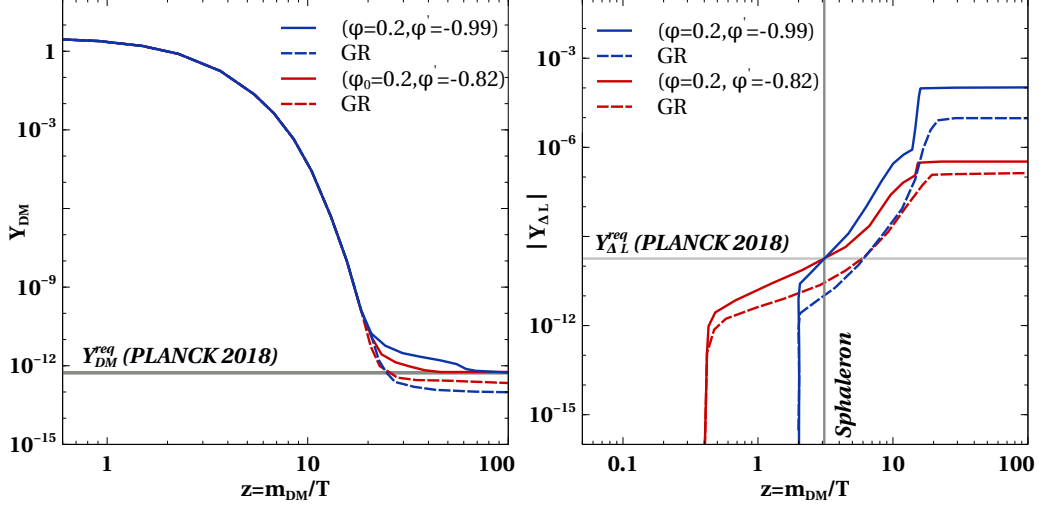 (φ=0.2,φ'=-0.99)
GR
(φ₀=0.2,φ'=-0.82)
GR
Y_DM^req (PLANCK 2018)
Y_DM
1
10⁻³
10⁻⁹
10⁻¹²
10⁻¹⁵
1
10
100
z=m_DM/T
(φ=0.2,φ'=-0.99)
GR
(φ=0.2, φ'=-0.82)
GR
Y_ΔL^req (PLANCK 2018)
Sphaleron
|Y_ΔL|
10⁻³
10⁻⁶
10⁻¹²
10⁻¹⁵
0.1
1
10
100
z=m_DM/T